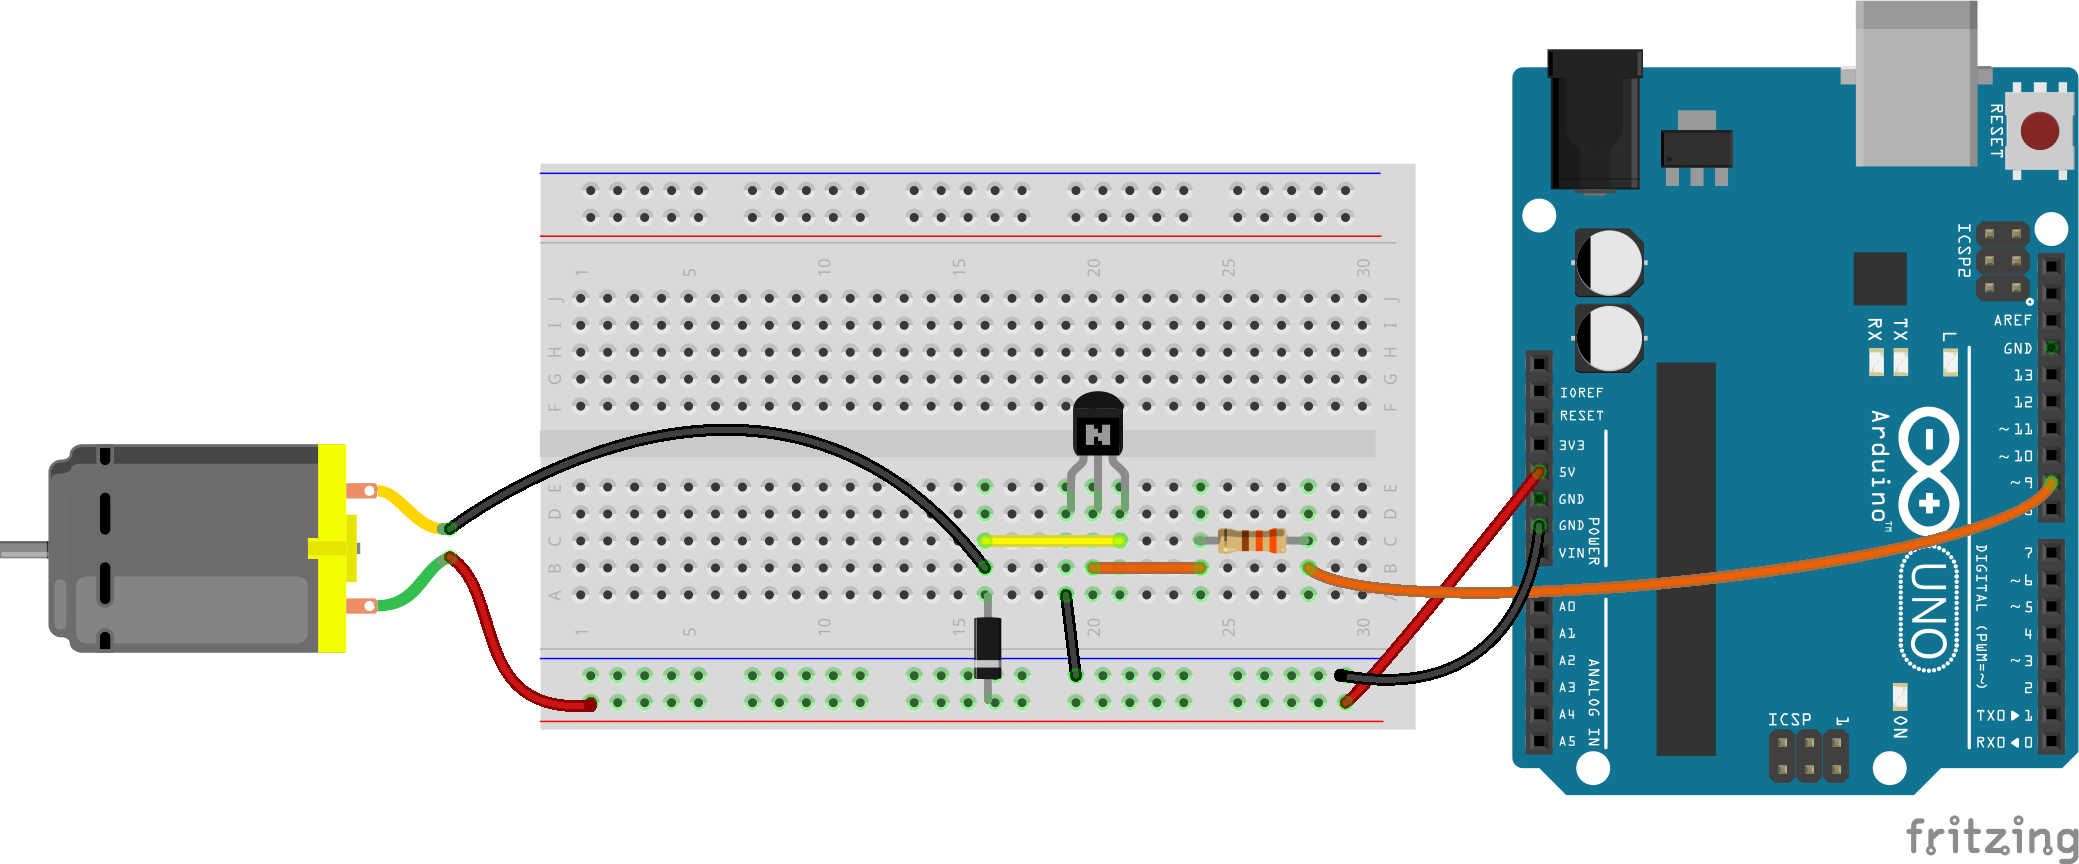 1 5 10 15 20 25 30
J J
I I
H H
G G
F F
N
E E
D D
C C
B B
A A
1 5 10 15 20 25 30
RESET
ICSP2
RX TX L
AREF
GND
13
12
~11
~10
~9
7
~6
~5
4
~3
2
TX0▶1
RX0◀0
IOREF
RESET
3V3
5V
GND
GND
VIN
POWER
A0
A1
A2
A3
A4
A5
ANALOG IN
Arduino™
UNO
DIGITAL (PWM=~)
ICSP 1
ON
fritzing